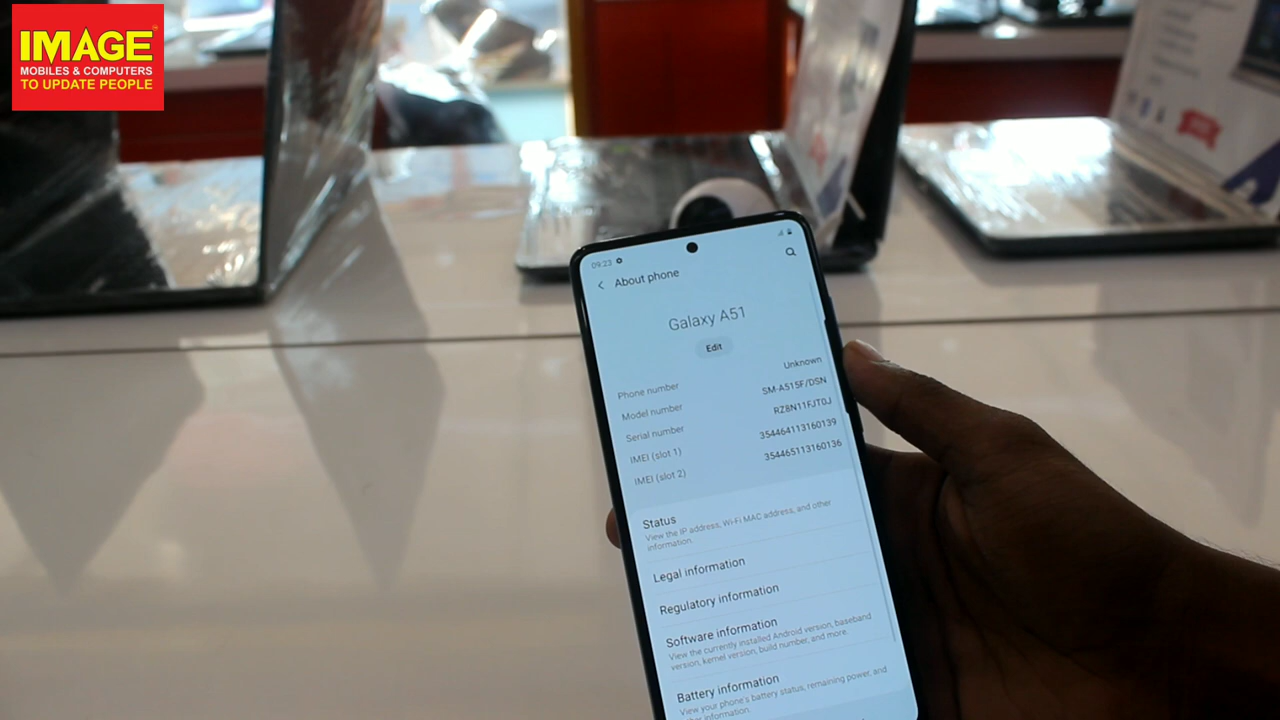 IMAGE
MOBILES & COMPUTERS
TO UPDATE PEOPLE
09:22
About phone
Galaxy A51
Edit
Phone number Unknown
Model number SM-A515F/DSN
Serial number RZ8N11FJT0J
IMEI (slot 1) 354464113160139
IMEI (slot 2) 354465113160136
Status
View the IP address, Wi-Fi MAC address, and other
information.
Legal information
Regulatory information
Software information
View the currently installed Android version, baseband
version, kernel version, build number, and more.
Battery information
View your phone's battery status, remaining power, and
other information.